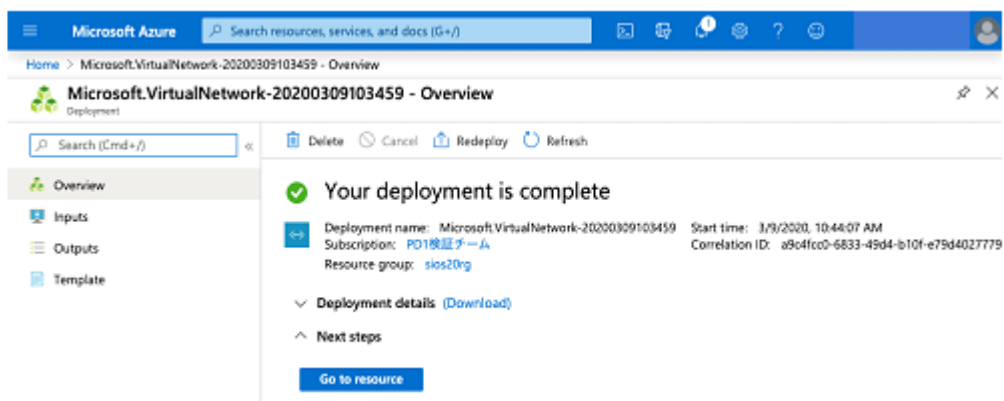 Microsoft Azure
Search resources, services, and docs (G+/)
1
?
Home > Microsoft.VirtualNetwork-20200309103459 - Overview
Microsoft.VirtualNetwork-20200309103459 - Overview
Deployment
Search (Cmd+/)
«
Delete
Cancel
Redeploy
Refresh
Overview
Inputs
Outputs
Template
Your deployment is complete
Deployment name: Microsoft.VirtualNetwork-20200309103459
Subscription: PD1検証チーム
Resource group: sios20rg
Start time: 3/9/2020, 10:44:07 AM
Correlation ID: a9c4fcc0-6833-49d4-b10f-e79d4027779
Deployment details (Download)
Next steps
Go to resource